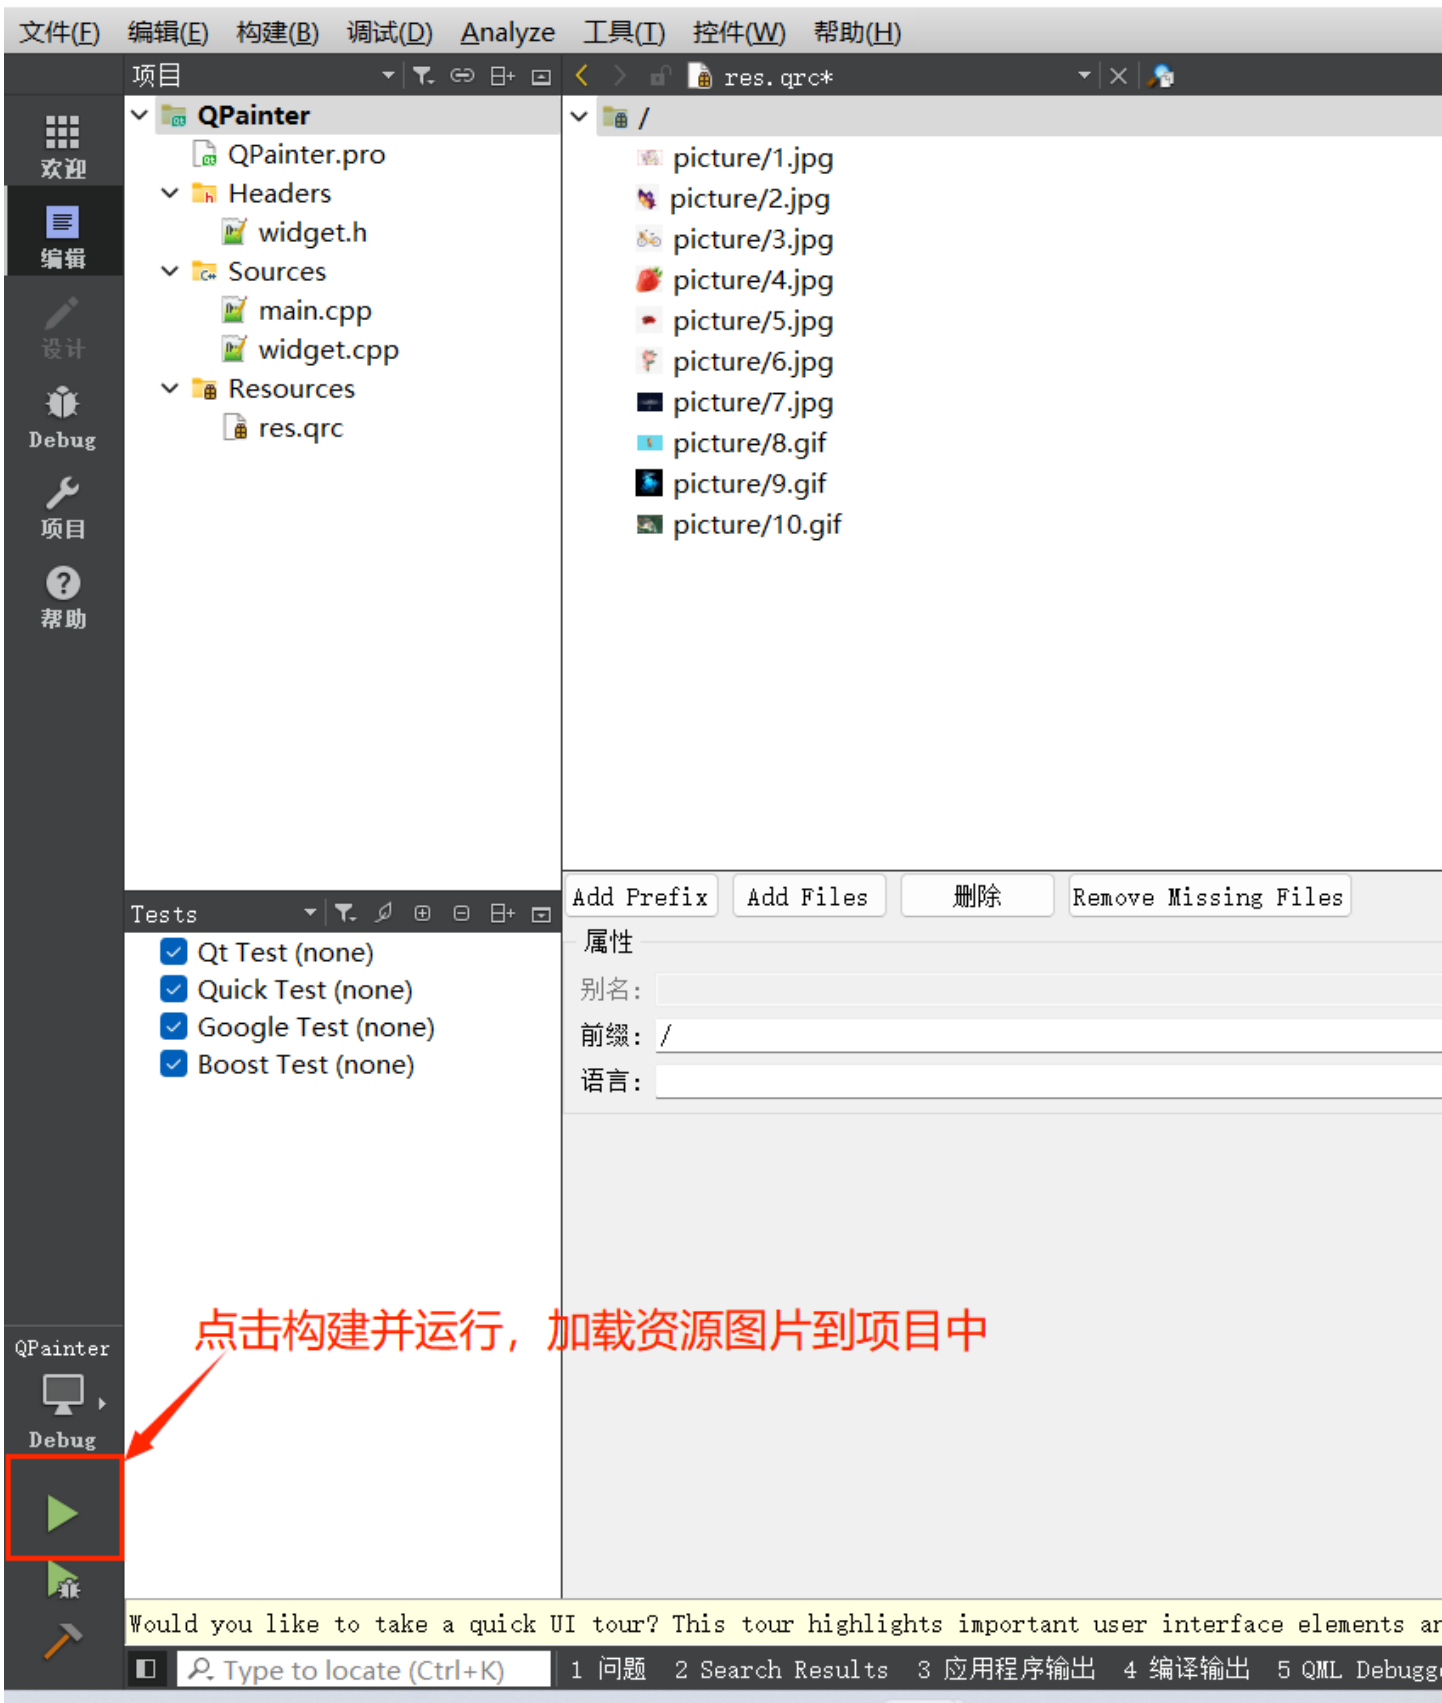 文件(F) 编辑(E) 构建(B) 调试(D) Analyze 工具(T) 控件(W) 帮助(H)
项目
res.qrc*
欢迎
编辑
设计
Debug
项目
帮助
QPainter
QPainter.pro
Headers
widget.h
Sources
main.cpp
widget.cpp
Resources
res.qrc
/
picture/1.jpg
picture/2.jpg
picture/3.jpg
picture/4.jpg
picture/5.jpg
picture/6.jpg
picture/7.jpg
picture/8.gif
picture/9.gif
picture/10.gif
Tests
Qt Test (none)
Quick Test (none)
Google Test (none)
Boost Test (none)
Add Prefix Add Files 删除 Remove Missing Files
属性
别名:
前缀: /
语言:
点击构建并运行，加载资源图片到项目中
QPainter
Debug
Would you like to take a quick UI tour? This tour highlights important user interface elements
Type to locate (Ctrl+K) 1 问题 2 Search Results 3 应用程序输出 4 编译输出 5 QML